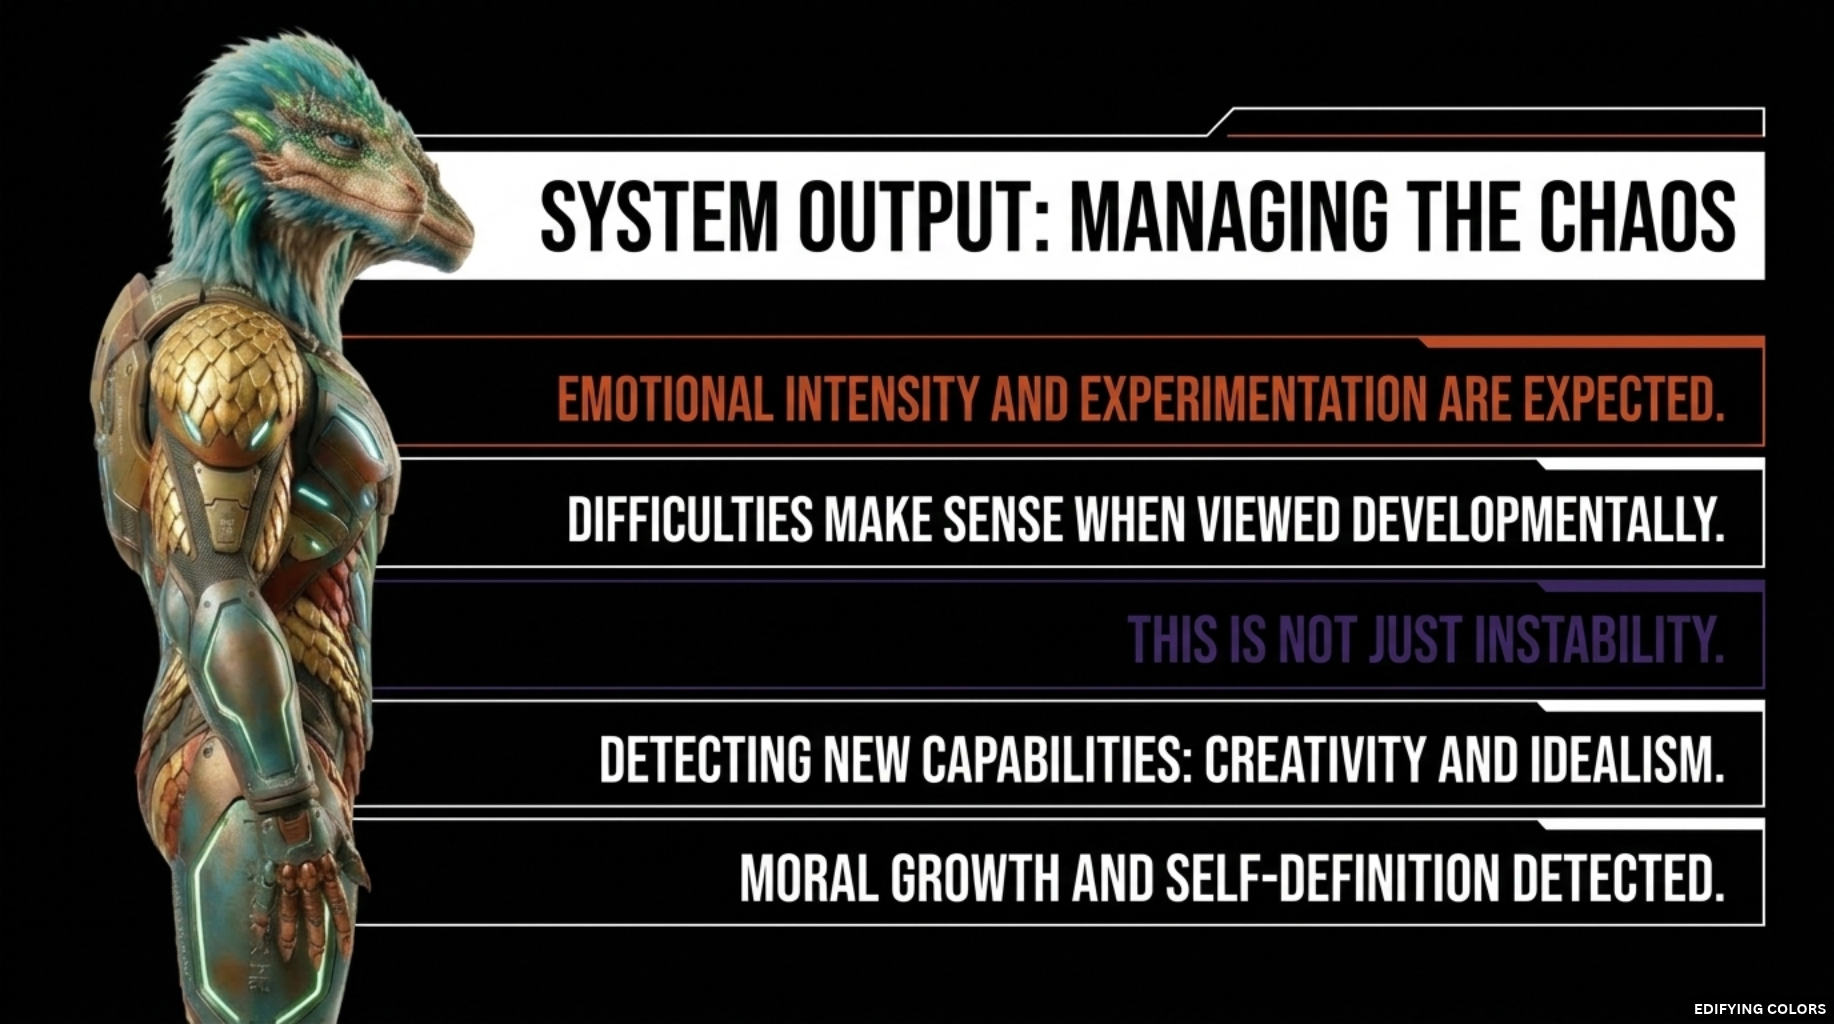 SYSTEM OUTPUT: MANAGING THE CHAOS
EMOTIONAL INTENSITY AND EXPERIMENTATION ARE EXPECTED.
DIFFICULTIES MAKE SENSE WHEN VIEWED DEVELOPMENTALLY.
THIS IS NOT JUST INSTABILITY.
DETECTING NEW CAPABILITIES: CREATIVITY AND IDEALISM.
MORAL GROWTH AND SELF-DEFINITION DETECTED.
EDIFYING COLORS